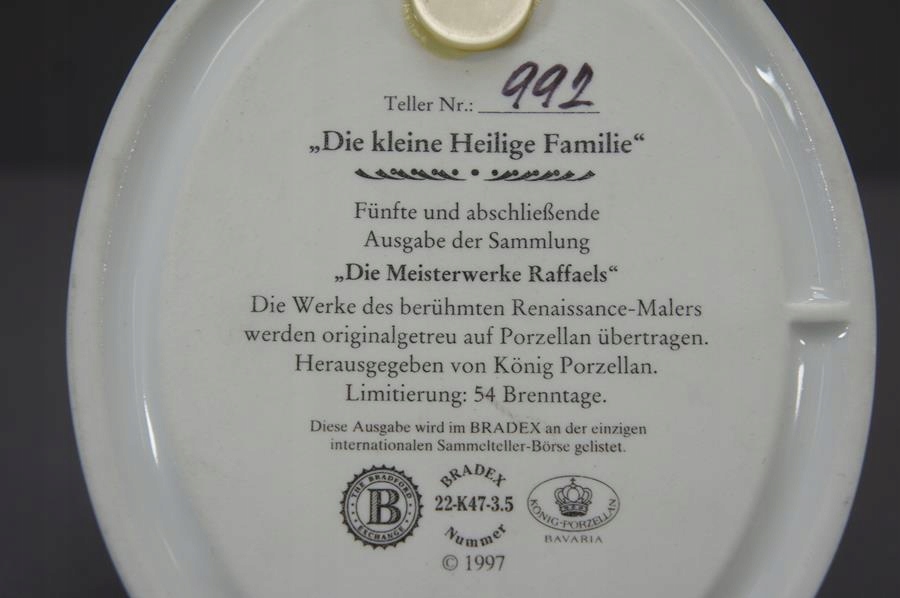 Teller Nr.: 992
„Die kleine Heilige Familie“
Fünfte und abschließende
Ausgabe der Sammlung
„Die Meisterwerke Raffaels“
Die Werke des berühmten Renaissance-Malers
werden originalgetreu auf Porzellan übertragen.
Herausgegeben von König Porzellan.
Limitierung: 54 Brenntage.
Diese Ausgabe wird im BRADEX an der einzigen
internationalen Sammelteller-Börse gelistet.
THE BRADFORD
B
EXCHANGE
BRADEX
22-K47-3.5
Nummer
KÖNIG-PORZELLAN
BAVARIA
© 1997